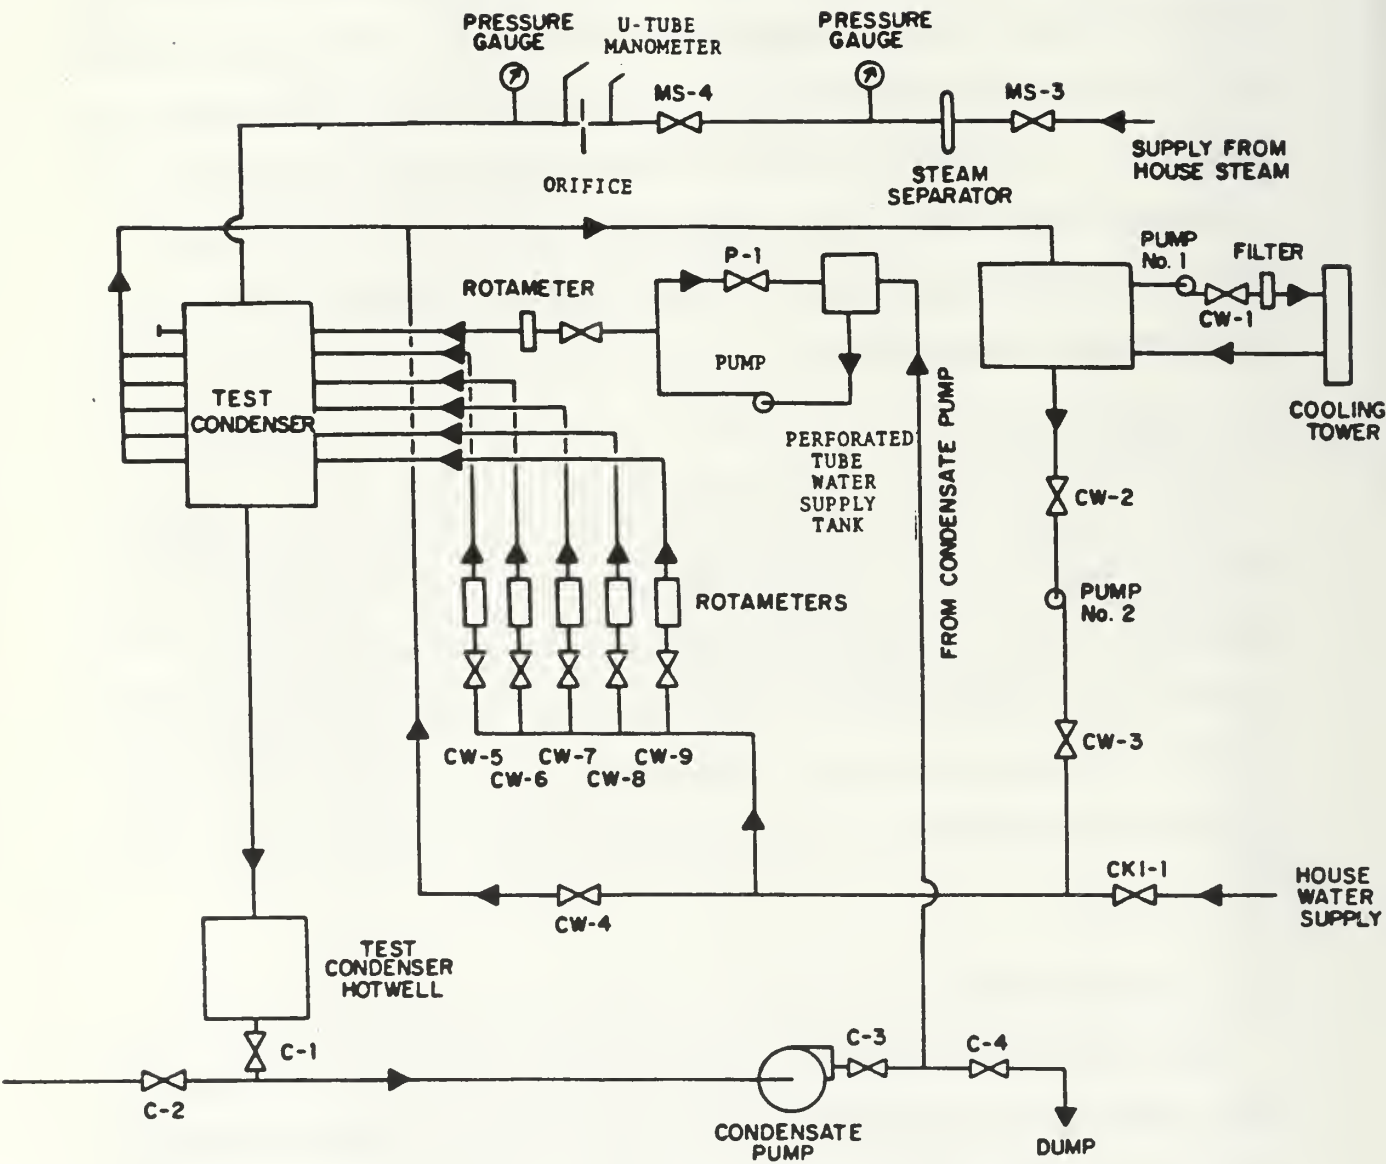 PRESSURE
GAUGE
U-TUBE
MANOMETER
PRESSURE
GAUGE
MS-4
MS-3
SUPPLY FROM
HOUSE STEAM
ORIFICE
STEAM
SEPARATOR
P-1
PUMP
No. 1
FILTER
CW-1
ROTAMETER
PUMP
TEST
CONDENSER
COOLING
TOWER
PERFORATED
TUBE
WATER
SUPPLY
TANK
FROM CONDENSATE PUMP
CW-2
PUMP
No. 2
ROTAMETERS
CW-3
CW-5
CW-7
CW-9
CW-6
CW-8
CKI-1
HOUSE
WATER
SUPPLY
CW-4
TEST
CONDENSER
HOTWELL
C-1
C-2
C-3
C-4
CONDENSATE
PUMP
DUMP